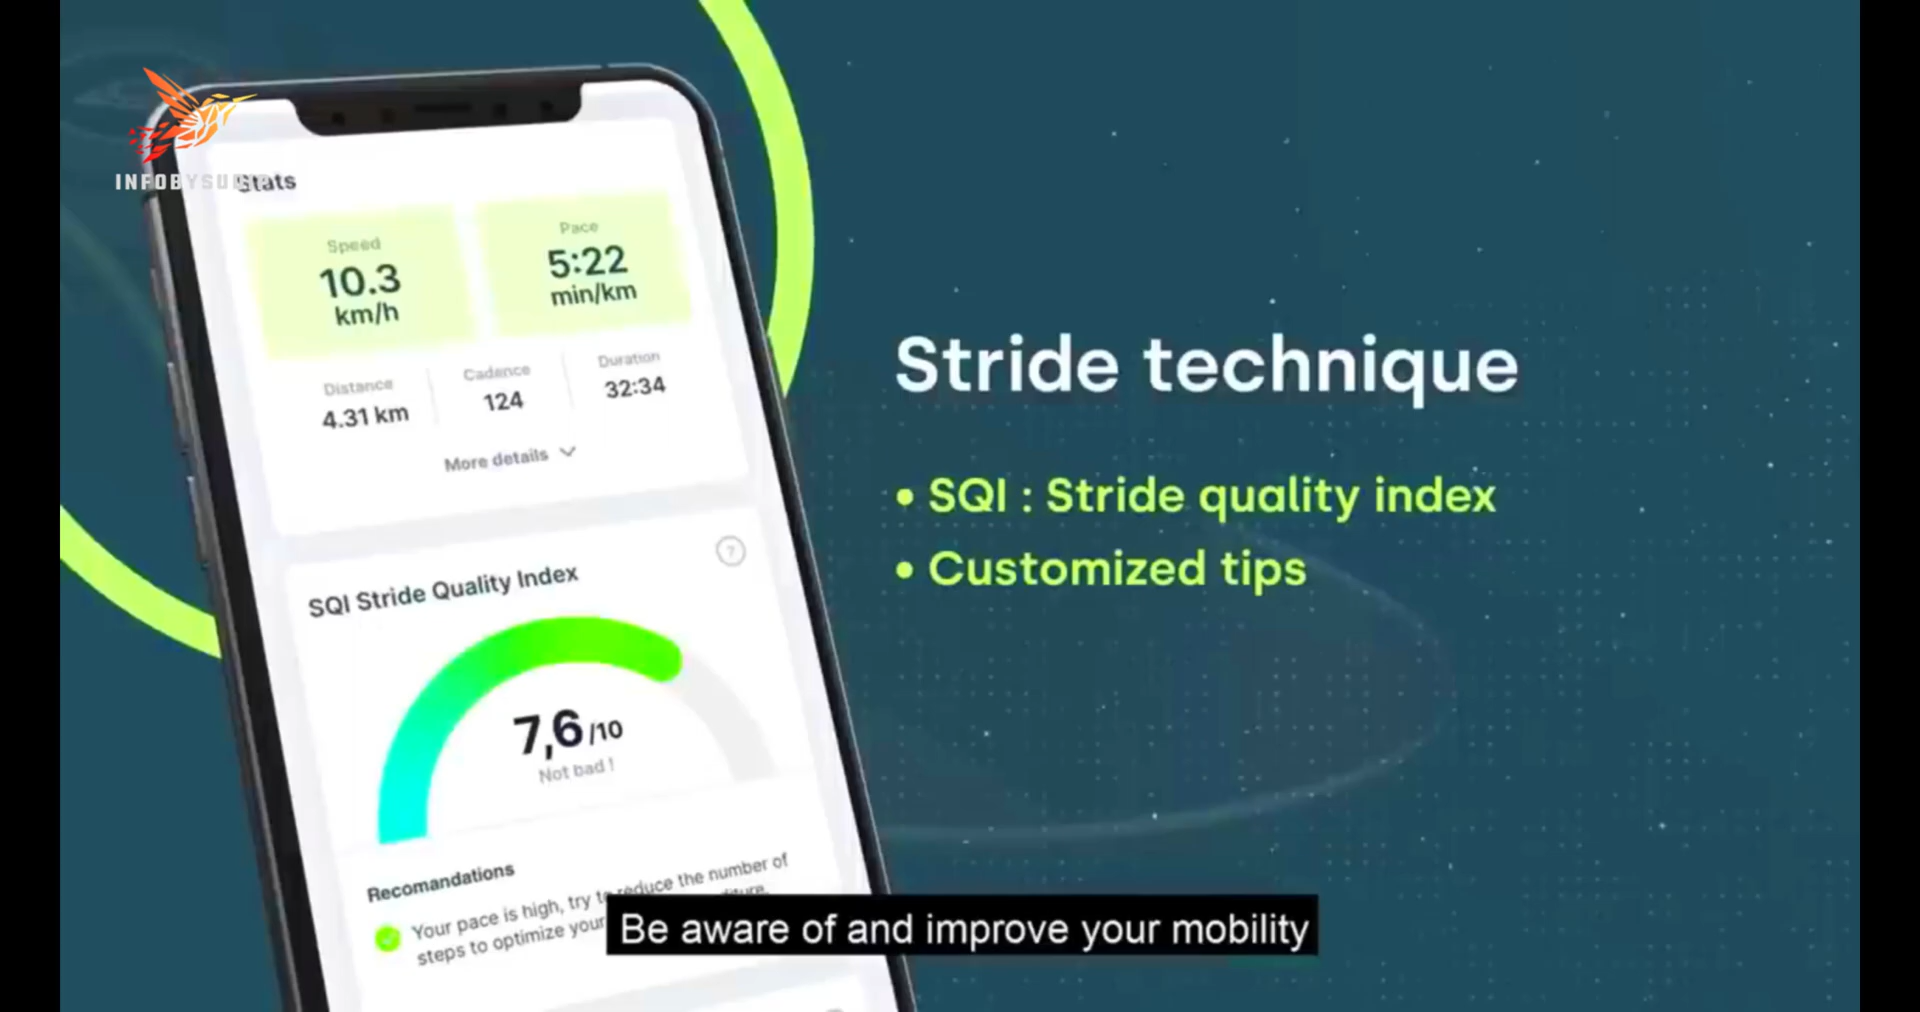 INFOBYSU
Stats
Speed
10.3
km/h
Pace
5:22
min/km
Distance
4.31 km
Cadence
124
Duration
32:34
More details
?
SQI Stride Quality Index
7,6/10
Not bad !
Recomandations
Your pace is high, try to reduce the number of
steps to optimize your
Stride technique
• SQI : Stride quality index
• Customized tips
Be aware of and improve your mobility